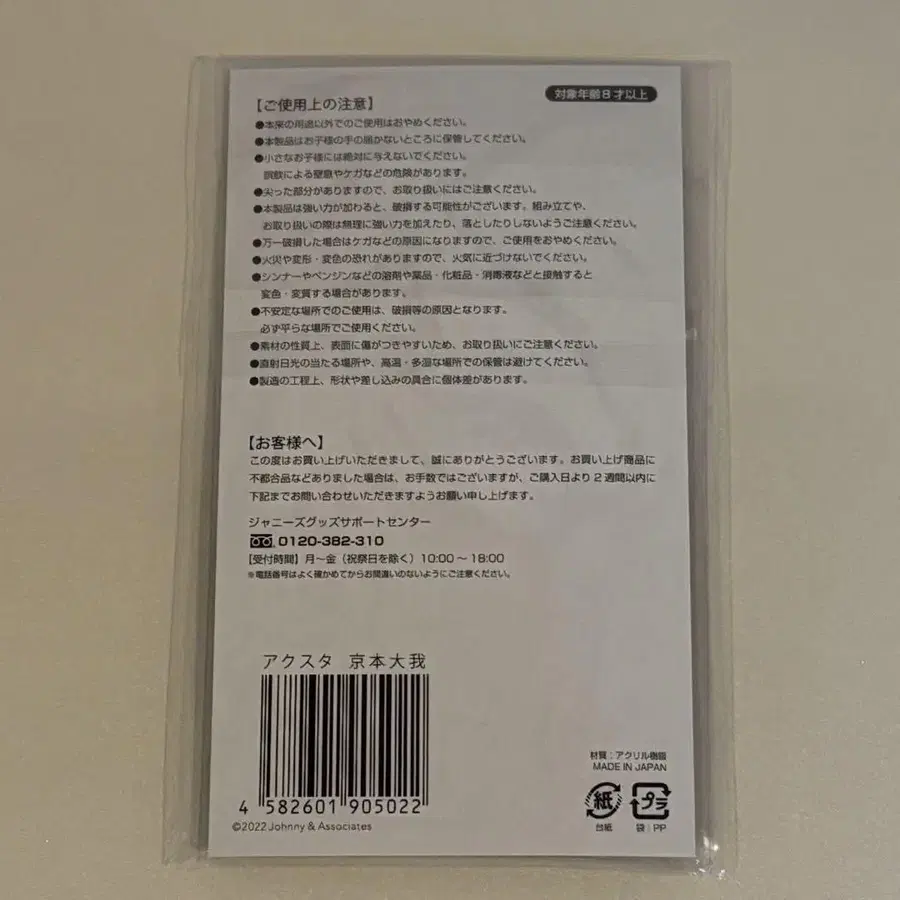 対象年齢8才以上
【ご使用上の注意】
●本来の用途以外でのご使用はおやめください。
●本製品はお子様の手の届かないところに保管してください。
●小さなお子様には絶対に与えないでください。
誤飲による窒息やケガなどの危険があります。
●尖った部分がありますので、お取り扱いにはご注意ください。
●本製品は強い力が加わると、破損する可能性がございます。組み立てや、
お取り扱いの際は無理に強い力を加えたり、落としたりしないようご注意ください。
●万一破損した場合はケガなどの原因になりますので、ご使用をおやめください。
●火災や変形・変色の恐れがありますので、火気に近づけないでください。
●シンナーやベンジンなどの溶剤や薬品・化粧品・消毒液などと接触すると
変色・変質する場合があります。
●不安定な場所でのご使用は、破損等の原因となります。
必ず平らな場所でご使用ください。
●素材の性質上、表面に傷がつきやすいため、お取り扱いにご注意ください。
●直射日光の当たる場所や、高温・多湿な場所での保管は避けてください。
●製造の工程上、形状や差し込みの具合に個体差があります。
【お客様へ】
この度はお買い上げいただきまして、誠にありがとうございます。お買い上げ商品に
不都合品などありました場合は、お手数ではございますが、ご購入日より2週間以内に
下記までお問い合わせいただきますようお願い申し上げます。
ジャニーズグッズサポートセンター
0120-382-310
【受付時間】月~金(祝祭日を除く)10:00~18:00
※電話番号はよく確かめてからお間違いのないようにご注意ください。
アクスタ 京本大我
4 582601 905022
©2022 Johnny & Associates
材質:アクリル樹脂
MADE IN JAPAN
紙 プラ
台紙 袋:PP